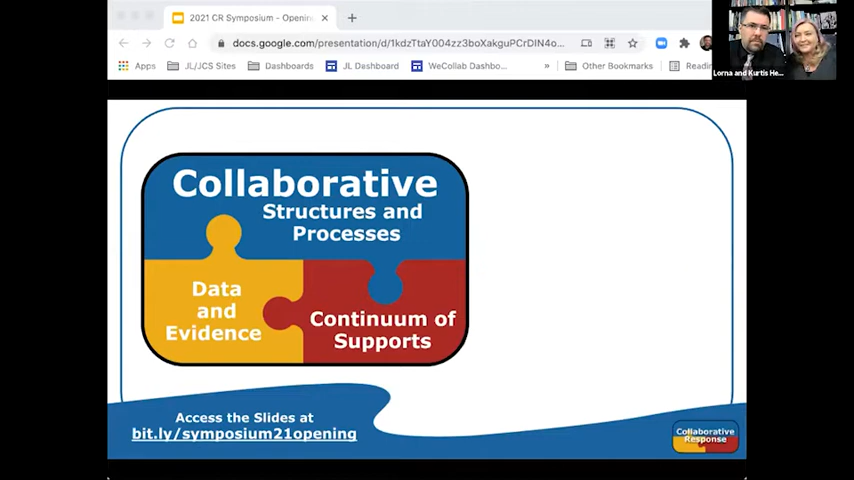 2021 CR Symposium - Openin
docs.google.com/presentation/d/1kdzTtaY004zz3boXakguPCrDIN4o...
Apps
JL/JCS Sites
Dashboards
JL Dashboard
WeCollab Dashbo...
»
Other Bookmarks
Readin
Lorna and Kurtis He...
Collaborative
Structures and
Processes
Data
and
Evidence
Continuum of
Supports
Access the Slides at
bit.ly/symposium21opening
Collaborative
Response